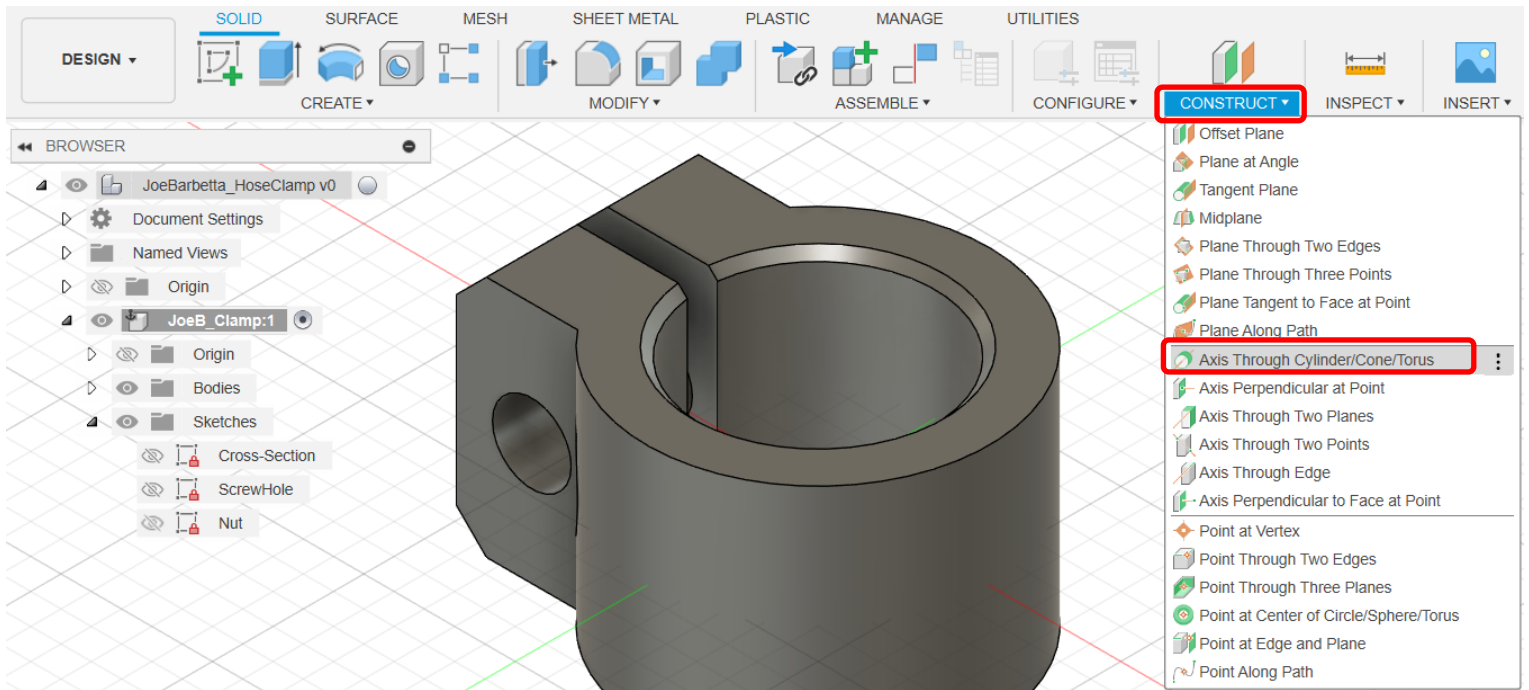 SOLID SURFACE MESH SHEET METAL PLASTIC MANAGE UTILITIES
DESIGN
CREATE MODIFY ASSEMBLE CONFIGURE CONSTRUCT INSPECT INSERT
BROWSER
JoeBarbetta_HoseClamp v0
Document Settings
Named Views
Origin
JoeB_Clamp:1
Origin
Bodies
Sketches
Cross-Section
ScrewHole
Nut
Offset Plane
Plane at Angle
Tangent Plane
Midplane
Plane Through Two Edges
Plane Through Three Points
Plane Tangent to Face at Point
Plane Along Path
Axis Through Cylinder/Cone/Torus
Axis Perpendicular at Point
Axis Through Two Planes
Axis Through Two Points
Axis Through Edge
Axis Perpendicular to Face at Point
Point at Vertex
Point Through Two Edges
Point Through Three Planes
Point at Center of Circle/Sphere/Torus
Point at Edge and Plane
Point Along Path